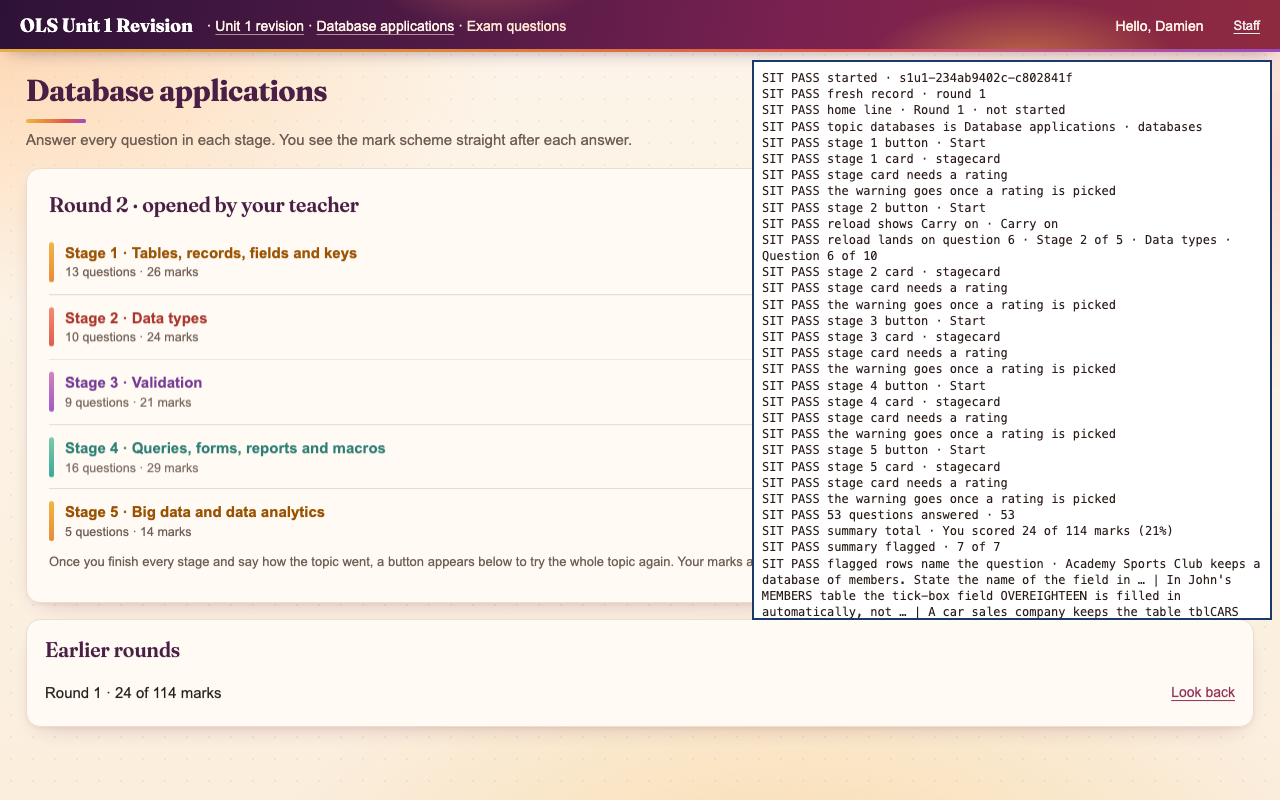 OLS Unit 1 Revision · Unit 1 revision · Database applications · Exam questions Hello, Damien Staff
Database applications
Answer every question in each stage. You see the mark scheme straight after each answer.
Round 2 · opened by your teacher
Stage 1 · Tables, records, fields and keys
13 questions · 26 marks
Stage 2 · Data types
10 questions · 24 marks
Stage 3 · Validation
9 questions · 21 marks
Stage 4 · Queries, forms, reports and macros
16 questions · 29 marks
Stage 5 · Big data and data analytics
5 questions · 14 marks
Once you finish every stage and say how the topic went, a button appears below to try the whole topic again. Your marks a
SIT PASS started · s1u1-234ab9402c-c802841f
SIT PASS fresh record · round 1
SIT PASS home line · Round 1 · not started
SIT PASS topic databases is Database applications · databases
SIT PASS stage 1 button · Start
SIT PASS stage 1 card · stagecard
SIT PASS stage card needs a rating
SIT PASS the warning goes once a rating is picked
SIT PASS stage 2 button · Start
SIT PASS reload shows Carry on · Carry on
SIT PASS reload lands on question 6 · Stage 2 of 5 · Data types ·
Question 6 of 10
SIT PASS stage 2 card · stagecard
SIT PASS stage card needs a rating
SIT PASS the warning goes once a rating is picked
SIT PASS stage 3 button · Start
SIT PASS stage 3 card · stagecard
SIT PASS stage card needs a rating
SIT PASS the warning goes once a rating is picked
SIT PASS stage 4 button · Start
SIT PASS stage 4 card · stagecard
SIT PASS stage card needs a rating
SIT PASS the warning goes once a rating is picked
SIT PASS stage 5 button · Start
SIT PASS stage 5 card · stagecard
SIT PASS stage card needs a rating
SIT PASS the warning goes once a rating is picked
SIT PASS 53 questions answered · 53
SIT PASS summary total · You scored 24 of 114 marks (21%)
SIT PASS summary flagged · 7 of 7
SIT PASS flagged rows name the question · Academy Sports Club keeps a
database of members. State the name of the field in … | In John's
MEMBERS table the tick-box field OVEREIGHTEEN is filled in
automatically, not … | A car sales company keeps the table tblCARS
Earlier rounds
Round 1 · 24 of 114 marks Look back